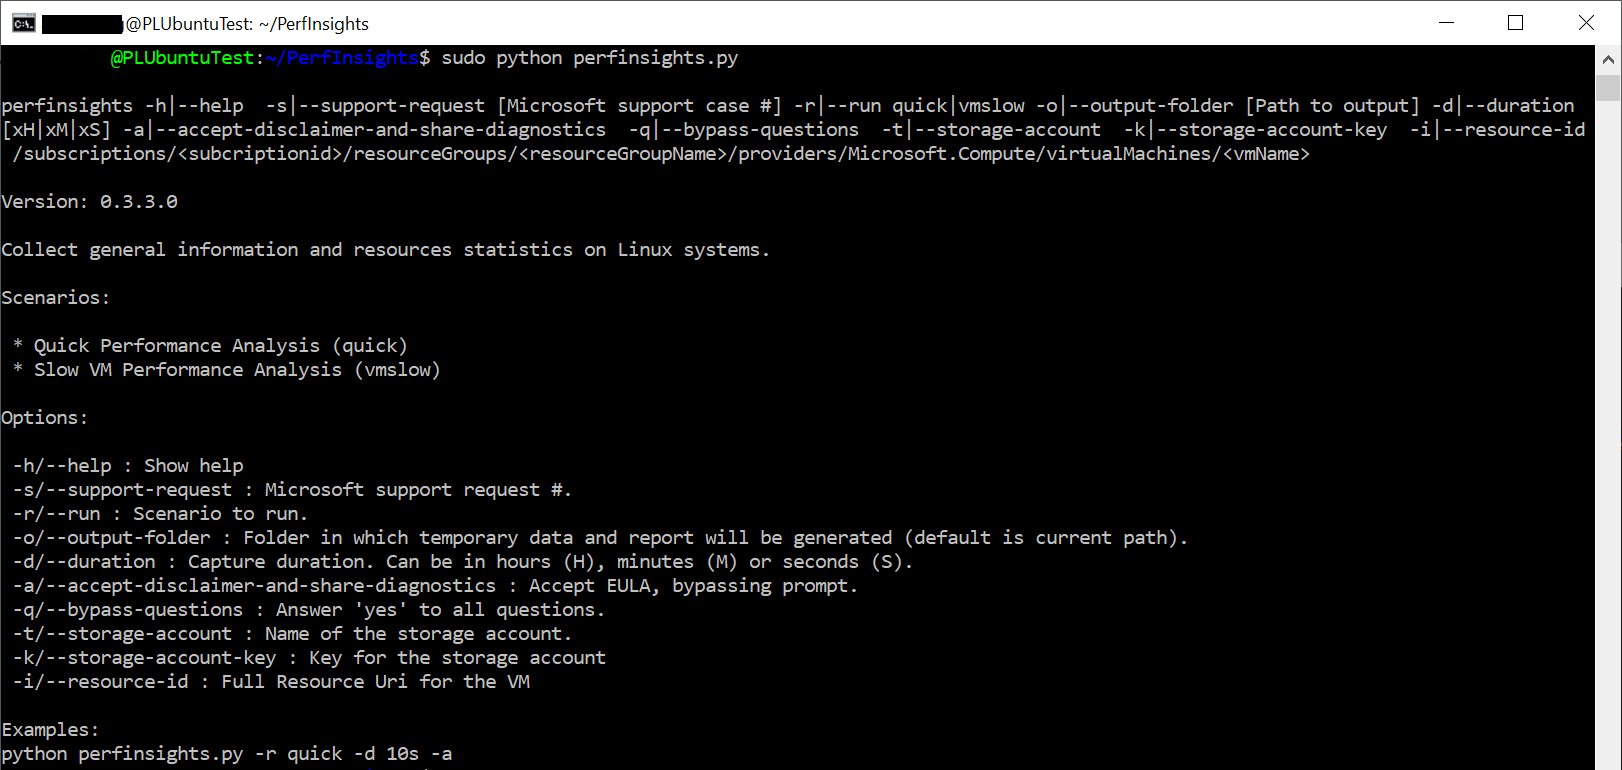 @PLUbuntuTest: ~/PerfInsights
@PLUbuntuTest:~/PerfInsights$ sudo python perfinsights.py
perfinsights -h|--help  -s|--support-request [Microsoft support case #] -r|--run quick|vmslow -o|--output-folder [Path to output] -d|--duration
[xH|xM|xS] -a|--accept-disclaimer-and-share-diagnostics  -q|--bypass-questions  -t|--storage-account  -k|--storage-account-key  -i|--resource-id
/subscriptions/<subcriptionid>/resourceGroups/<resourceGroupName>/providers/Microsoft.Compute/virtualMachines/<vmName>
Version: 0.3.3.0
Collect general information and resources statistics on Linux systems.
Scenarios:
* Quick Performance Analysis (quick)
* Slow VM Performance Analysis (vmslow)
Options:
-h/--help : Show help
-s/--support-request : Microsoft support request #.
-r/--run : Scenario to run.
-o/--output-folder : Folder in which temporary data and report will be generated (default is current path).
-d/--duration : Capture duration. Can be in hours (H), minutes (M) or seconds (S).
-a/--accept-disclaimer-and-share-diagnostics : Accept EULA, bypassing prompt.
-q/--bypass-questions : Answer 'yes' to all questions.
-t/--storage-account : Name of the storage account.
-k/--storage-account-key : Key for the storage account
-i/--resource-id : Full Resource Uri for the VM
Examples:
python perfinsights.py -r quick -d 10s -a